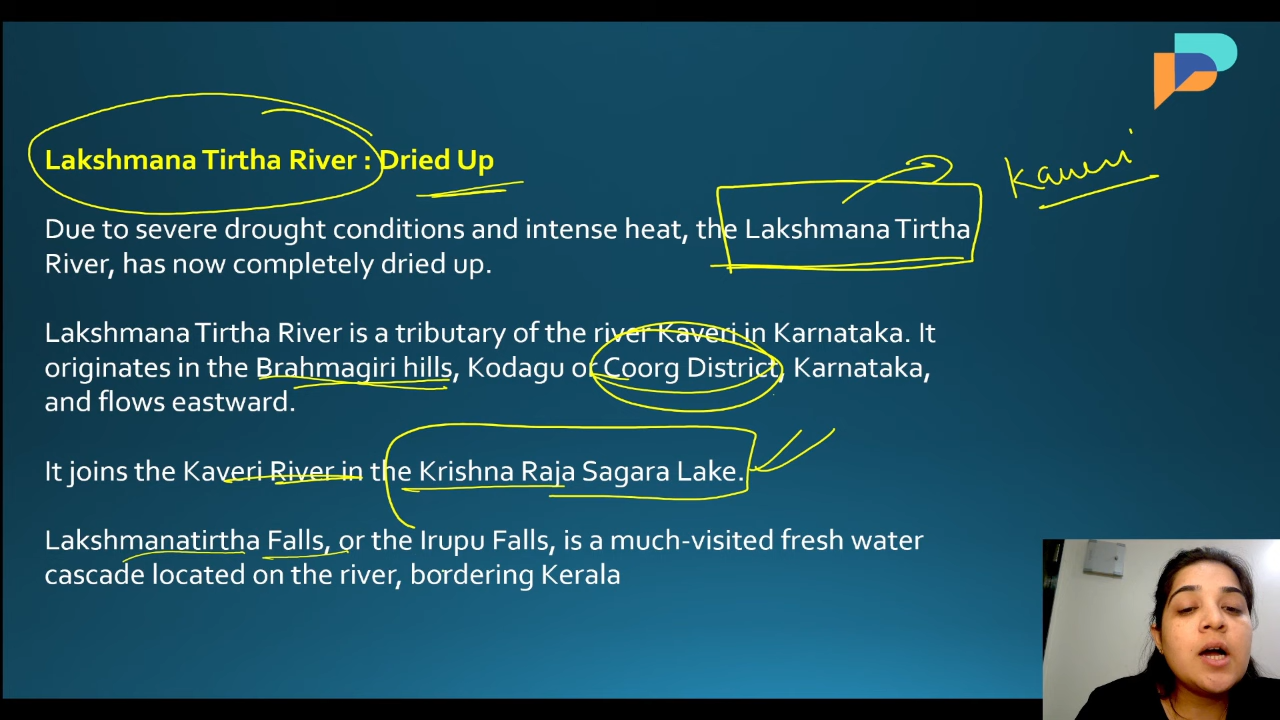 Lakshmana Tirtha River : Dried Up
Kaveri
Due to severe drought conditions and intense heat, the Lakshmana Tirtha
River, has now completely dried up.
Lakshmana Tirtha River is a tributary of the river Kaveri in Karnataka. It
originates in the Brahmagiri hills, Kodagu or Coorg District, Karnataka,
and flows eastward.
It joins the Kaveri River in the Krishna Raja Sagara Lake.
Lakshmanatirtha Falls, or the Irupu Falls, is a much-visited fresh water
cascade located on the river, bordering Kerala